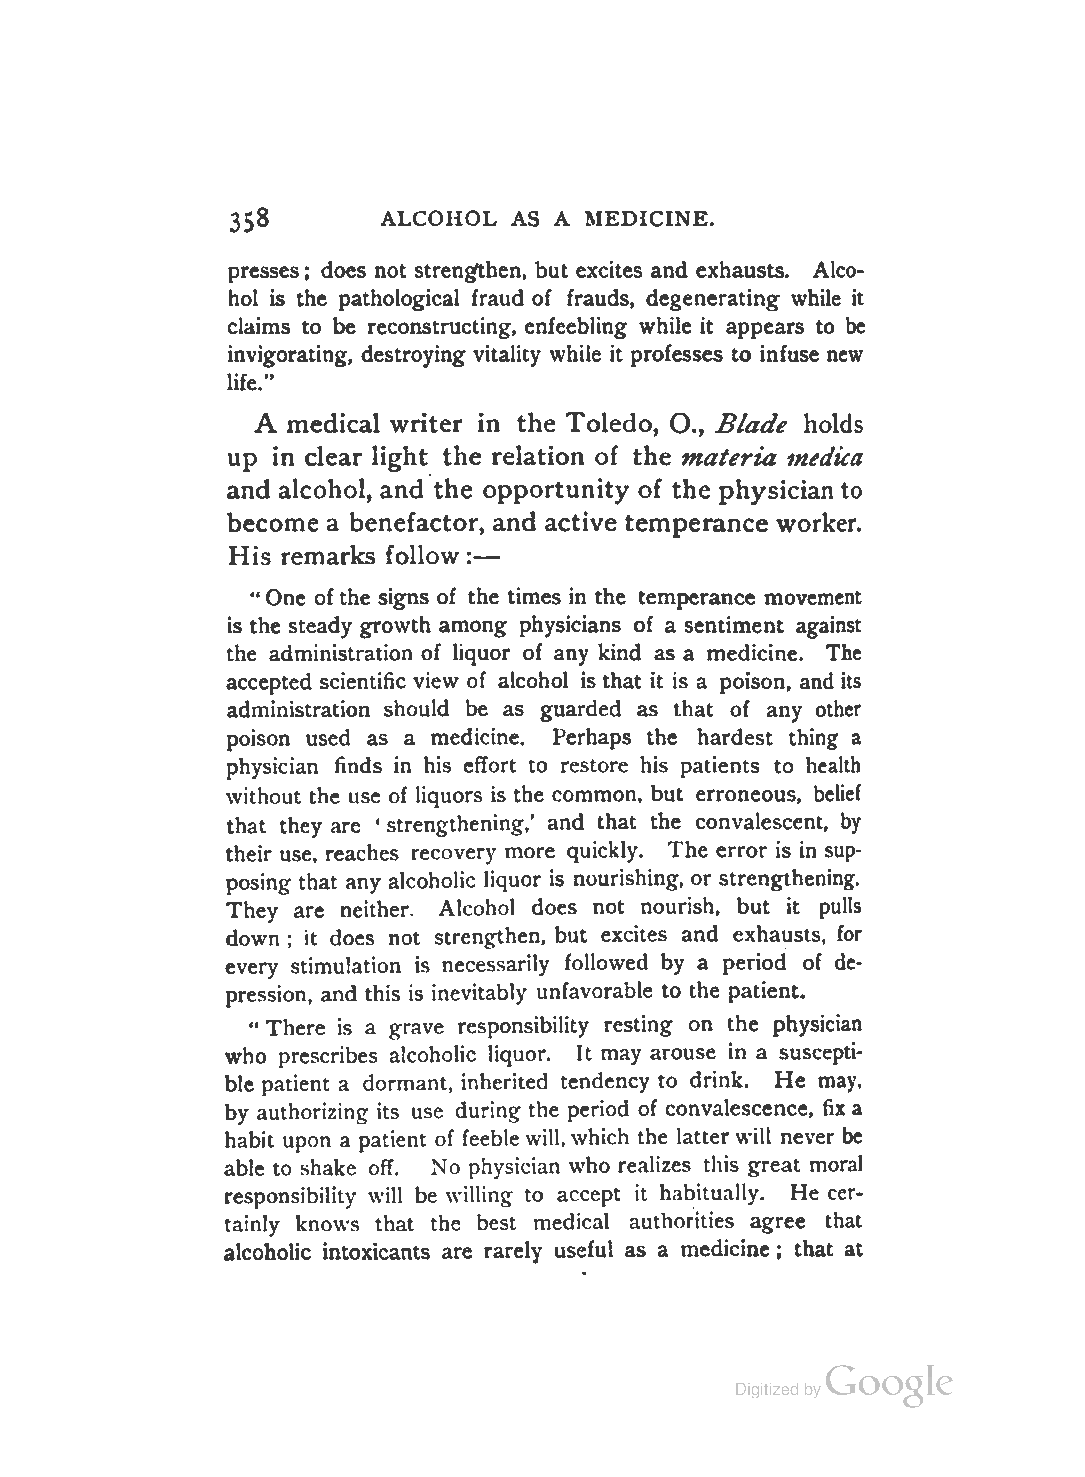 358 ALCOHOL AS A MEDICINE.
presses; does not strengthen, but excites and exhausts. Alco-
hol is the pathological fraud of frauds, degenerating while it
claims to be reconstructing, enfeebling while it appears to be
invigorating, destroying vitality while it professes to infuse new
life."
A medical writer in the Toledo, O., Blade holds
up in clear light the relation of the materia medica
and alcohol, and the opportunity of the physician to
become a benefactor, and active temperance worker.
His remarks follow:—
"One of the signs of the times in the temperance movement
is the steady growth among physicians of a sentiment against
the administration of liquor of any kind as a medicine. The
accepted scientific view of alcohol is that it is a poison, and its
administration should be as guarded as that of any other
poison used as a medicine. Perhaps the hardest thing a
physician finds in his effort to restore his patients to health
without the use of liquors is the common, but erroneous, belief
that they are 'strengthening,' and that the convalescent, by
their use, reaches recovery more quickly. The error is in sup-
posing that any alcoholic liquor is nourishing, or strengthening.
They are neither. Alcohol does not nourish, but it pulls
down; it does not strengthen, but excites and exhausts, for
every stimulation is necessarily followed by a period of de-
pression, and this is inevitably unfavorable to the patient.
"There is a grave responsibility resting on the physician
who prescribes alcoholic liquor. It may arouse in a suscepti-
ble patient a dormant, inherited tendency to drink. He may,
by authorizing its use during the period of convalescence, fix a
habit upon a patient of feeble will, which the latter will never be
able to shake off. No physician who realizes this great moral
responsibility will be willing to accept it habitually. He cer-
tainly knows that the best medical authorities agree that
alcoholic intoxicants are rarely useful as a medicine; that at
Digitized by Google